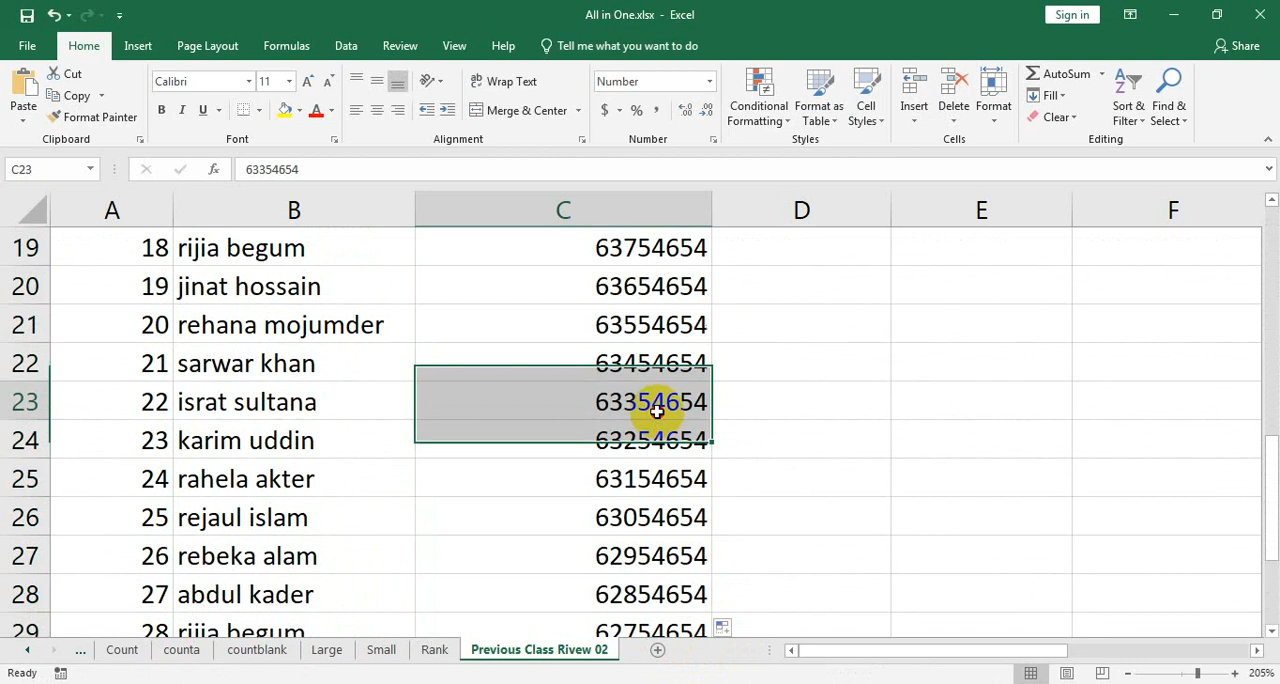 All in One.xlsx - Excel
Sign in
File Home Insert Page Layout Formulas Data Review View Help Tell me what you want to do Share
Paste Cut Copy Format Painter Clipboard
Calibri 11 B I U A Font
Wrap Text Merge & Center Alignment
Number $ % , Number
Conditional Formatting Format as Table Cell Styles Styles
Insert Delete Format Cells
AutoSum Fill Clear Sort & Filter Find & Select Editing
C23 fx 63354654
A B C D E F
19 18 rijia begum 63754654
20 19 jinat hossain 63654654
21 20 rehana mojumder 63554654
22 21 sarwar khan 63454654
23 22 israt sultana 63354654
24 23 karim uddin 63254654
25 24 rahela akter 63154654
26 25 rejaul islam 63054654
27 26 rebeka alam 62954654
28 27 abdul kader 62854654
29 28 rijia begum 62754654
... Count counta countblank Large Small Rank Previous Class Rivew 02
Ready 205%